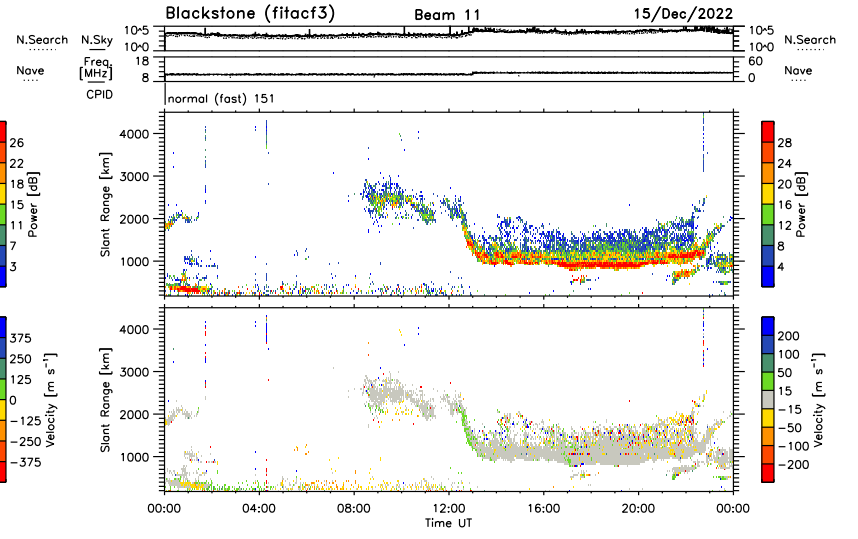 Blackstone (fitacf3) Beam 11 15/Dec/2022
N.Search N.Sky 10^5 10^0 10^5 10^0 N.Search
Nave Freq. [MHz] 18 8 60 0 Nave
CPID normal (fast) 151
Slant Range [km] 4000 3000 2000 1000
Power [dB] 26 22 18 15 11 7 3
Power [dB] 28 24 20 16 12 8 4
Slant Range [km] 4000 3000 2000 1000
Velocity [m s⁻¹] 375 250 125 0 −125 −250 −375
Velocity [m s⁻¹] 200 100 50 15 −15 −50 −100 −200
00:00 04:00 08:00 12:00 16:00 20:00 00:00
Time UT